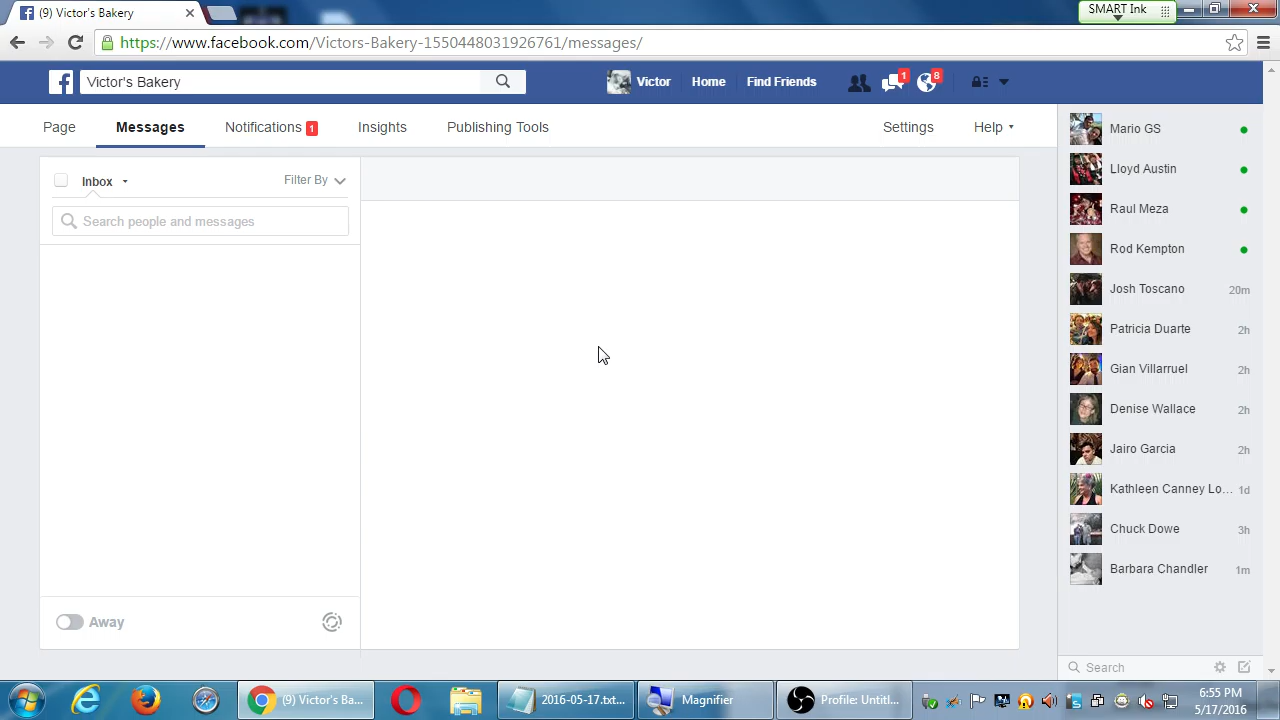 (9) Victor's Bakery
SMART Ink
https://www.facebook.com/Victors-Bakery-1550448031926761/messages/
Victor's Bakery
Victor
Home
Find Friends
1
8
Page
Messages
Notifications 1
Insights
Publishing Tools
Settings
Help
Inbox
Filter By
Search people and messages
Away
Mario GS
Lloyd Austin
Raul Meza
Rod Kempton
Josh Toscano 20m
Patricia Duarte 2h
Gian Villarruel 2h
Denise Wallace 2h
Jairo Garcia 2h
Kathleen Canney Lo... 1d
Chuck Dowe 3h
Barbara Chandler 1m
Search
(9) Victor's Ba...
2016-05-17.txt...
Magnifier
Profile: Untitl...
6:55 PM
5/17/2016